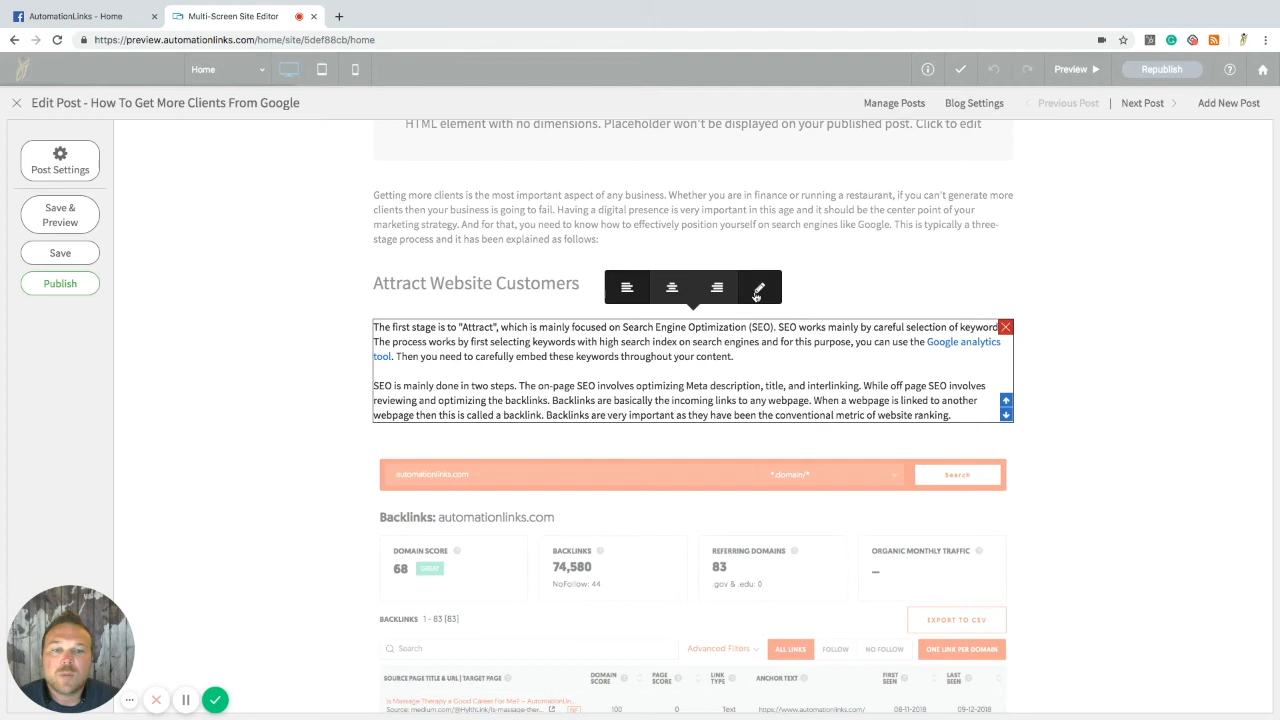 AutomationLinks - Home
Multi-Screen Site Editor
https://preview.automationlinks.com/home/site/5def88cb/home
Home
Preview
Republish
Edit Post - How To Get More Clients From Google
Manage Posts
Blog Settings
Previous Post
Next Post
Add New Post
HTML element with no dimensions. Placeholder won't be displayed on your published post. Click to edit
Post Settings
Save &
Preview
Save
Publish
Getting more clients is the most important aspect of any business. Whether you are in finance or running a restaurant, if you can't generate more
clients then your business is going to fail. Having a digital presence is very important in this age and it should be the center point of your
marketing strategy. And for that, you need to know how to effectively position yourself on search engines like Google. This is typically a three-
stage process and it has been explained as follows:
Attract Website Customers
The first stage is to "Attract", which is mainly focused on Search Engine Optimization (SEO). SEO works mainly by careful selection of keyword
The process works by first selecting keywords with high search index on search engines and for this purpose, you can use the Google analytics
tool. Then you need to carefully embed these keywords throughout your content.
SEO is mainly done in two steps. The on-page SEO involves optimizing Meta description, title, and interlinking. While off page SEO involves
reviewing and optimizing the backlinks. Backlinks are basically the incoming links to any webpage. When a webpage is linked to another
webpage then this is called a backlink. Backlinks are very important as they have been the conventional metric of website ranking.
automationlinks.com
*.domain/*
Search
Backlinks: automationlinks.com
DOMAIN SCORE
68 GREAT
BACKLINKS
74,580
NoFollow: 44
REFERRING DOMAINS
83
.gov & .edu: 0
ORGANIC MONTHLY TRAFFIC
–
BACKLINKS 1 - 83 [83]
EXPORT TO CSV
Search
Advanced Filters
ALL LINKS
FOLLOW
NO FOLLOW
ONE LINK PER DOMAIN
SOURCE PAGE TITLE & URL | TARGET PAGE
DOMAIN SCORE
PAGE SCORE
LINK TYPE
ANCHOR TEXT
FIRST SEEN
LAST SEEN
Is Massage Therapy a Good Career For Me? – AutomationLin...
Source: medium.com/@HylthLink/is-massage-ther...
100
0
Text
https://www.automationlinks.com/
08-11-2018
09-12-2018